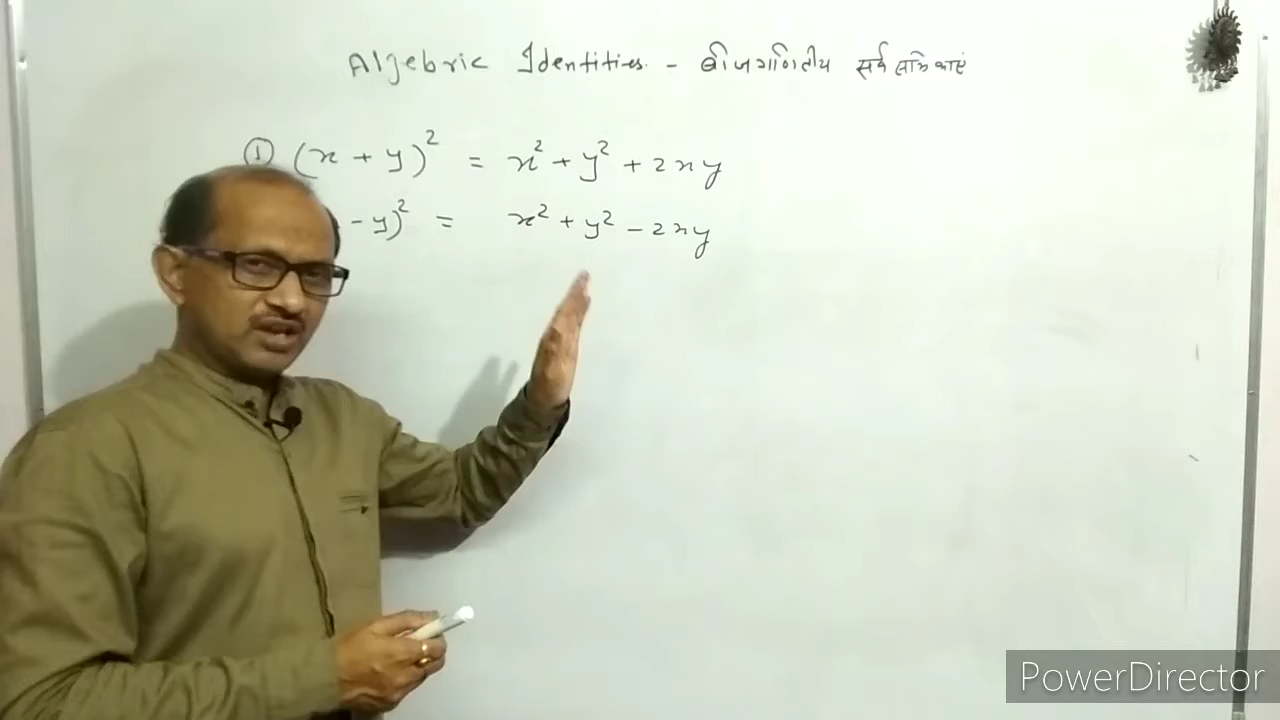 Algebric Identities. - बीजगणितीय सर्वसमिकाएं
① (x + y)² = x² + y² + 2xy
- y)² = x² + y² - 2xy
PowerDirector